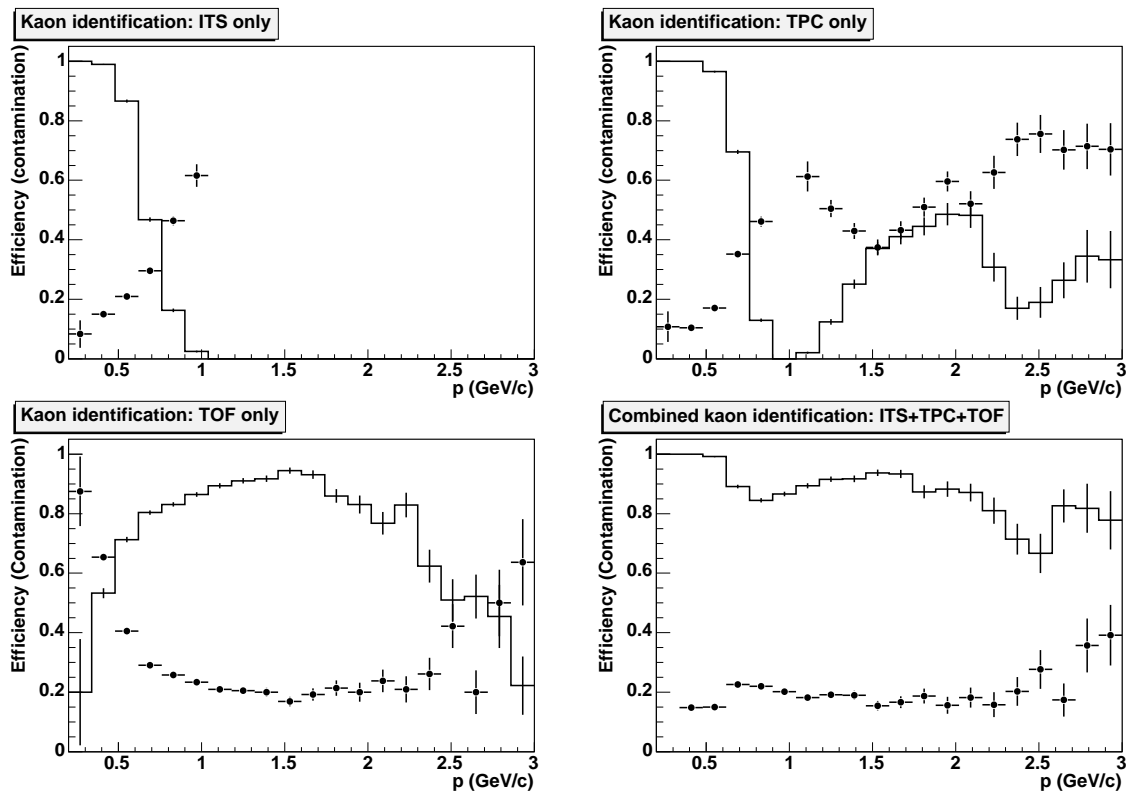 Kaon identification: ITS only
Efficiency (contamination)
1
0.8
0.6
0.4
0.2
0
0.5 1 1.5 2 2.5 3
p (GeV/c)
Kaon identification: TPC only
Efficiency (contamination)
1
0.8
0.6
0.4
0.2
0
0.5 1 1.5 2 2.5 3
p (GeV/c)
Kaon identification: TOF only
Efficiency (Contamination)
1
0.8
0.6
0.4
0.2
0
0.5 1 1.5 2 2.5 3
p (GeV/c)
Combined kaon identification: ITS+TPC+TOF
Efficiency (Contamination)
1
0.8
0.6
0.4
0.2
0
0.5 1 1.5 2 2.5 3
p (GeV/c)